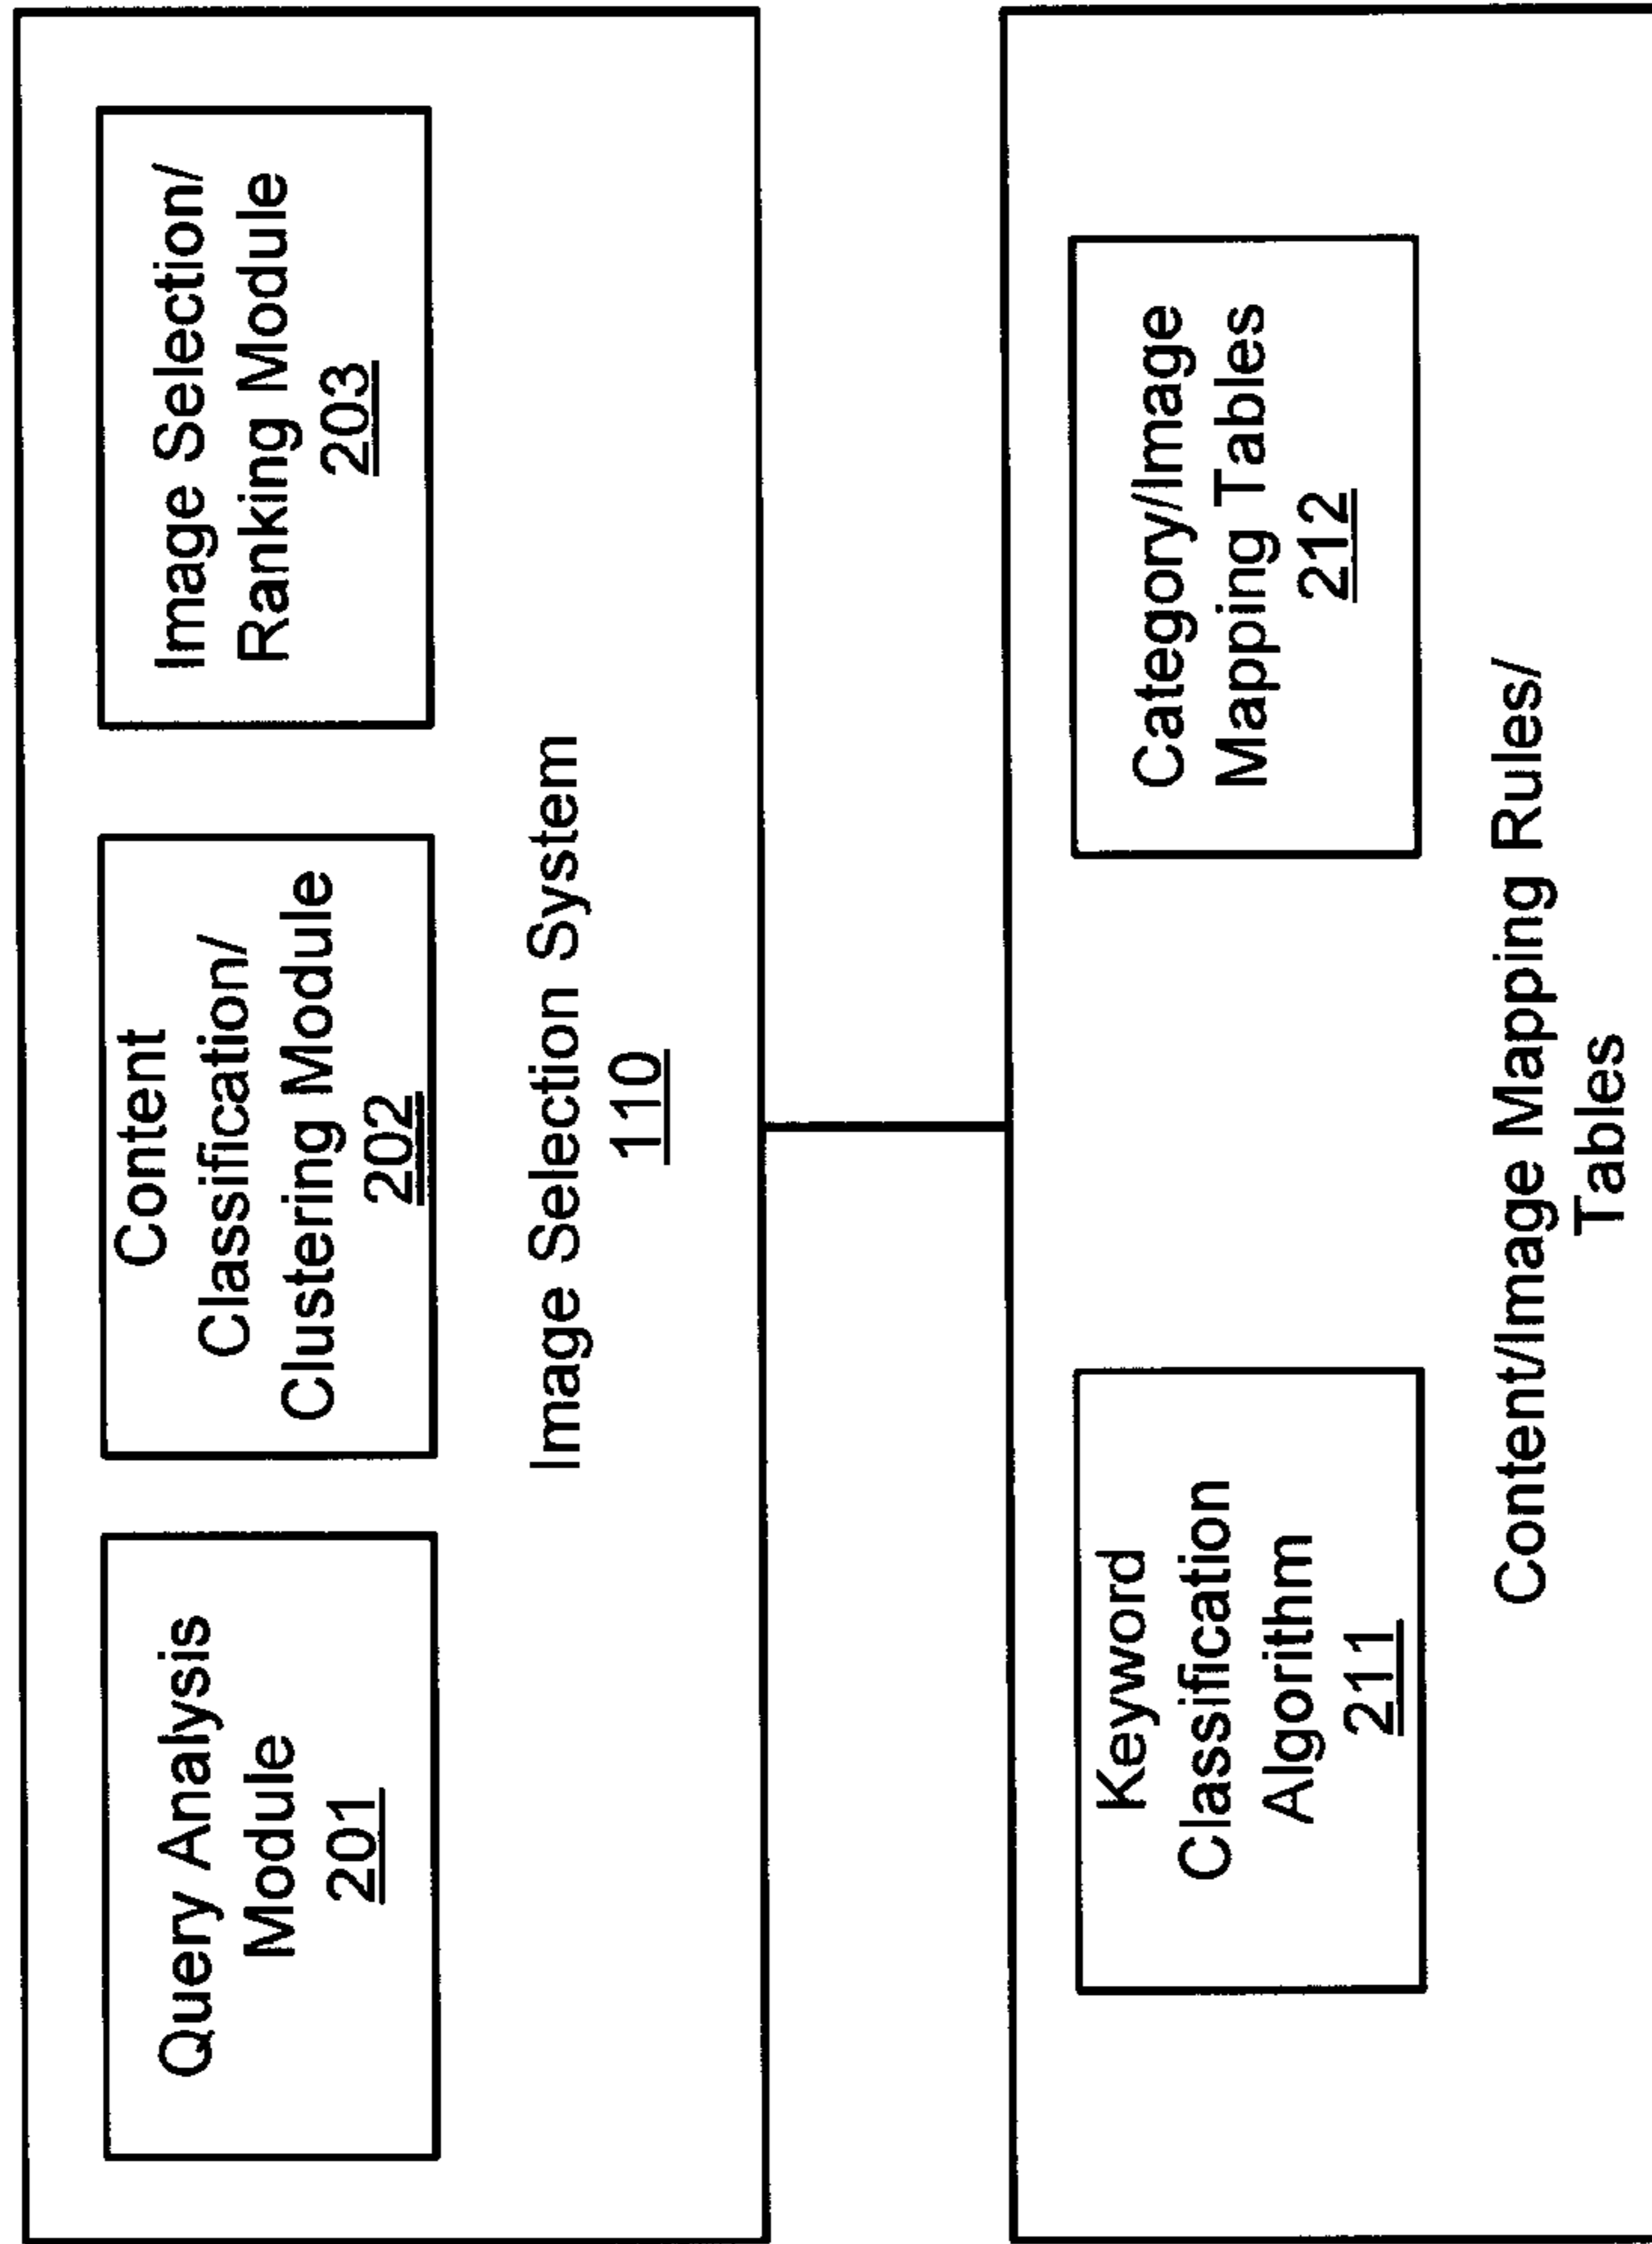 Query Analysis
Module
201
Content
Classification/
Clustering Module
202
Image Selection/
Ranking Module
203
Image Selection System
110
Keyword
Classification
Algorithm
211
Category/Image
Mapping Tables
212
Content/Image Mapping Rules/
Tables